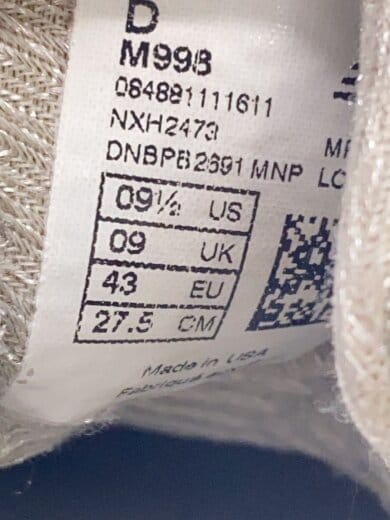 D
M998
084881111611
NXH2473
DNBPB2691 MNP
09½ US
09 UK
43 EU
27.5 CM
Made in USA